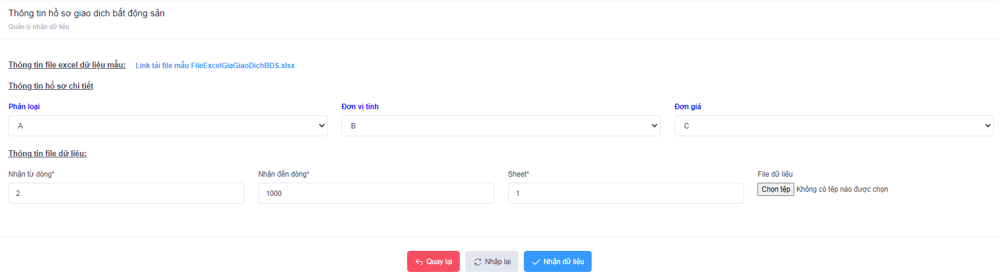 Thông tin hồ sơ giao dịch bất động sản
Quản lý nhận dữ liệu
Thông tin file excel dữ liệu mẫu: Link tải file mẫu FileExcelGiaGiaoDichBDS.xlsx
Thông tin hồ sơ chi tiết
Phân loại Đơn vị tính Đơn giá
A B C
Thông tin file dữ liệu:
Nhận từ dòng* Nhận đến dòng* Sheet* File dữ liệu
2 1000 1 Chọn tệp Không có tệp nào được chọn
Quay lại Nhập lại Nhận dữ liệu